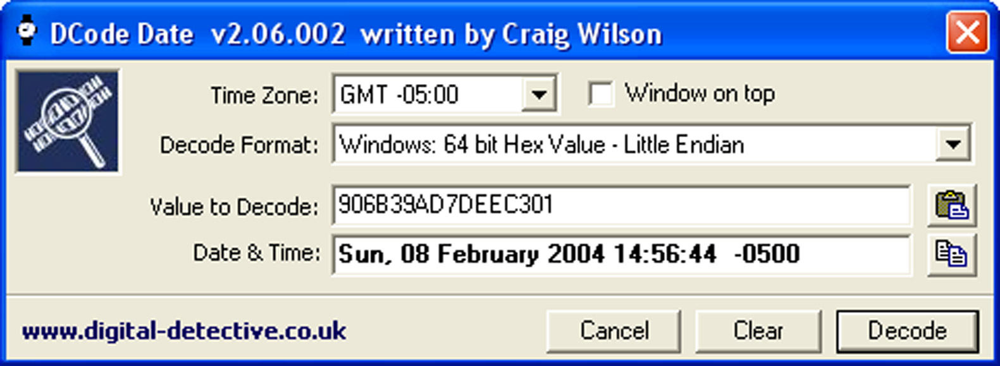 DCode Date v2.06.002 written by Craig Wilson
Time Zone: GMT -05:00 Window on top
Decode Format: Windows: 64 bit Hex Value - Little Endian
Value to Decode: 906B39AD7DEEC301
Date & Time: Sun, 08 February 2004 14:56:44 -0500
www.digital-detective.co.uk Cancel Clear Decode